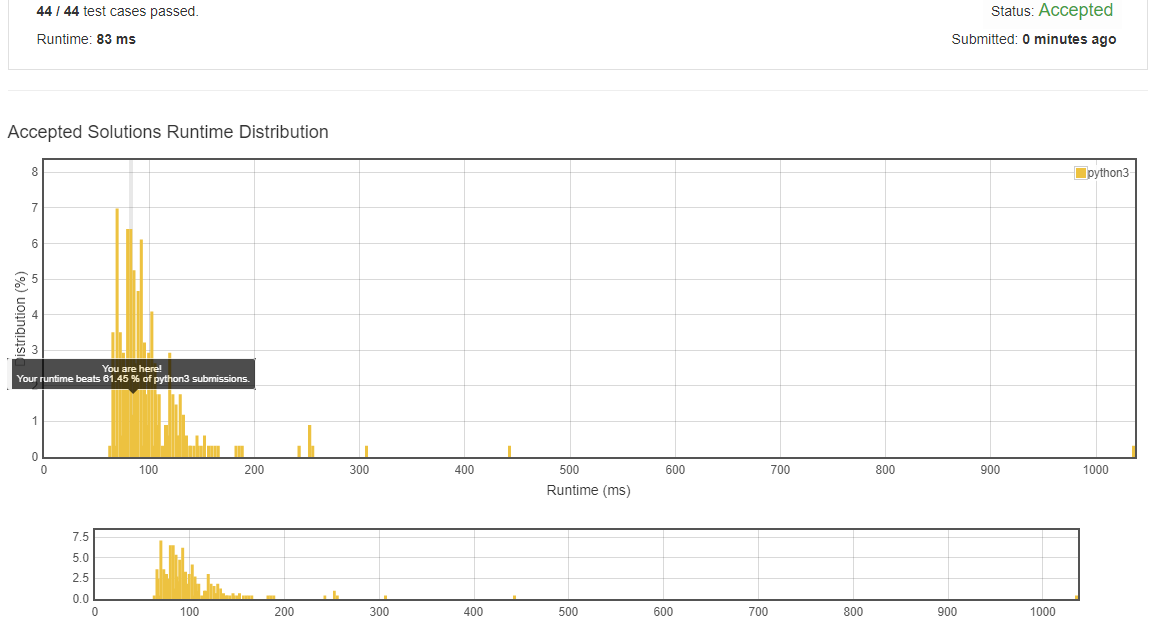 44 / 44 test cases passed.
Status: Accepted
Runtime: 83 ms
Submitted: 0 minutes ago
Accepted Solutions Runtime Distribution
python3
8
7
6
5
4
3
1
0
Distribution (%)
You are here!
Your runtime beats 61.45 % of python3 submissions.
0 100 200 300 400 500 600 700 800 900 1000
Runtime (ms)
7.5
5.0
2.5
0.0
0 100 200 300 400 500 600 700 800 900 1000